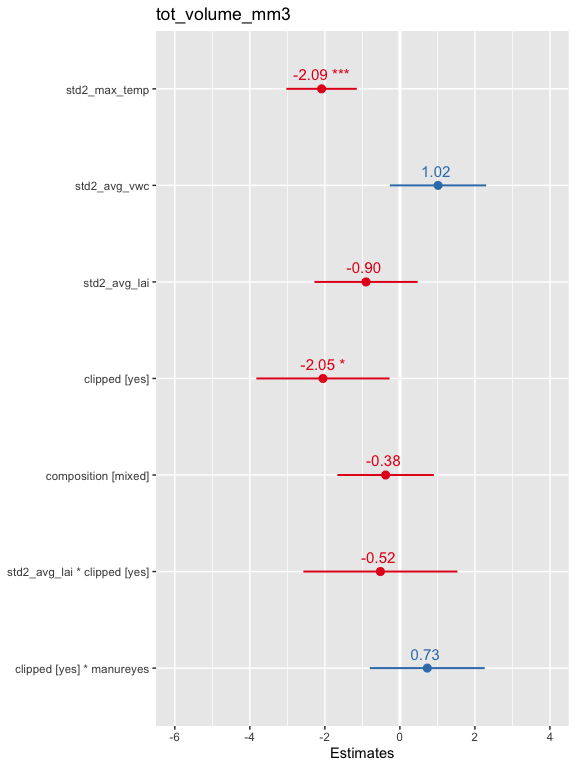 tot_volume_mm3
std2_max_temp
-2.09 ***
std2_avg_vwc
1.02
std2_avg_lai
-0.90
clipped [yes]
-2.05 *
composition [mixed]
-0.38
std2_avg_lai * clipped [yes]
-0.52
clipped [yes] * manureyes
0.73
-6 -4 -2 0 2 4
Estimates